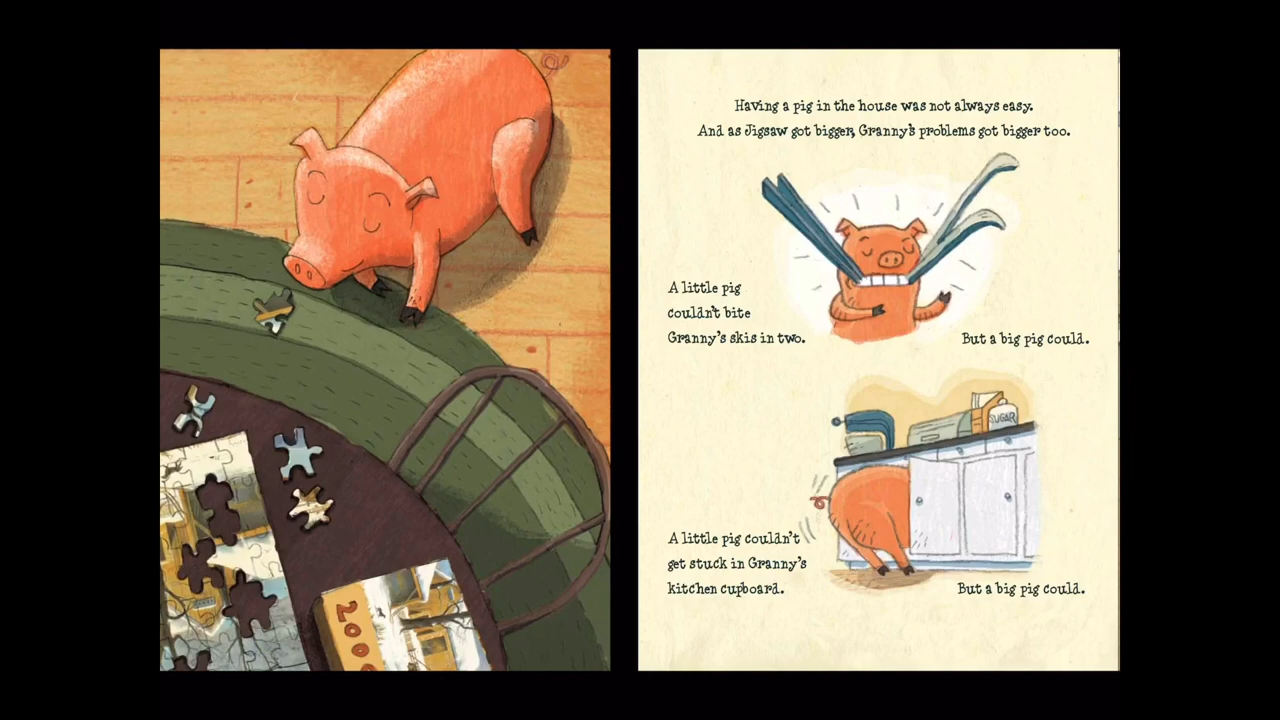 Having a pig in the house was not always easy.
And as Jigsaw got bigger, Granny's problems got bigger too.
A little pig
couldn't bite
Granny's skis in two.
But a big pig could.
SUGAR
A little pig couldn't
get stuck in Granny's
kitchen cupboard.
But a big pig could.